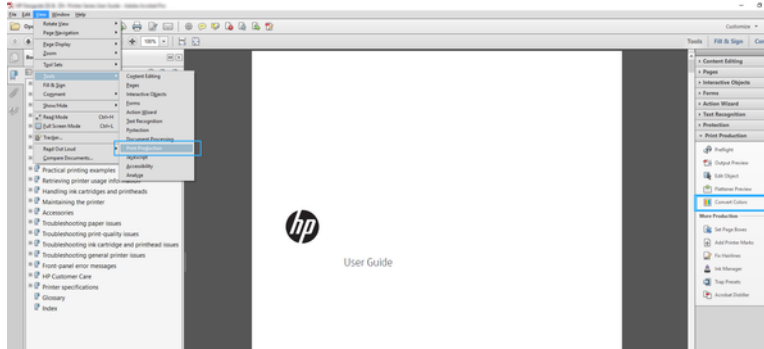 File Edit View Window Help
Rotate View
Page Navigation
Page Display
Zoom
Tool Sets
Tools
Fill & Sign
Comment
Show/Hide
Read Mode Ctrl+H
Full Screen Mode Ctrl+L
Tracker...
Read Out Loud
Compare Documents...
Content Editing
Pages
Interactive Objects
Forms
Action Wizard
Text Recognition
Protection
Document Processing
Print Production
JavaScript
Accessibility
Analyze
Practical printing examples
Retrieving printer usage information
Handling ink cartridges and printheads
Maintaining the printer
Accessories
Troubleshooting paper issues
Troubleshooting print-quality issues
Troubleshooting ink cartridge and printhead issues
Troubleshooting general printer issues
Front-panel error messages
HP Customer Care
Printer specifications
Glossary
Index
hp
User Guide
Customize
Tools Fill & Sign
Content Editing
Pages
Interactive Objects
Forms
Action Wizard
Text Recognition
Protection
Print Production
Preflight
Output Preview
Edit Object
Flattener Preview
Convert Colors
More Production
Set Page Boxes
Add Printer Marks
Fix Hairlines
Ink Manager
Trap Presets
Acrobat Distiller